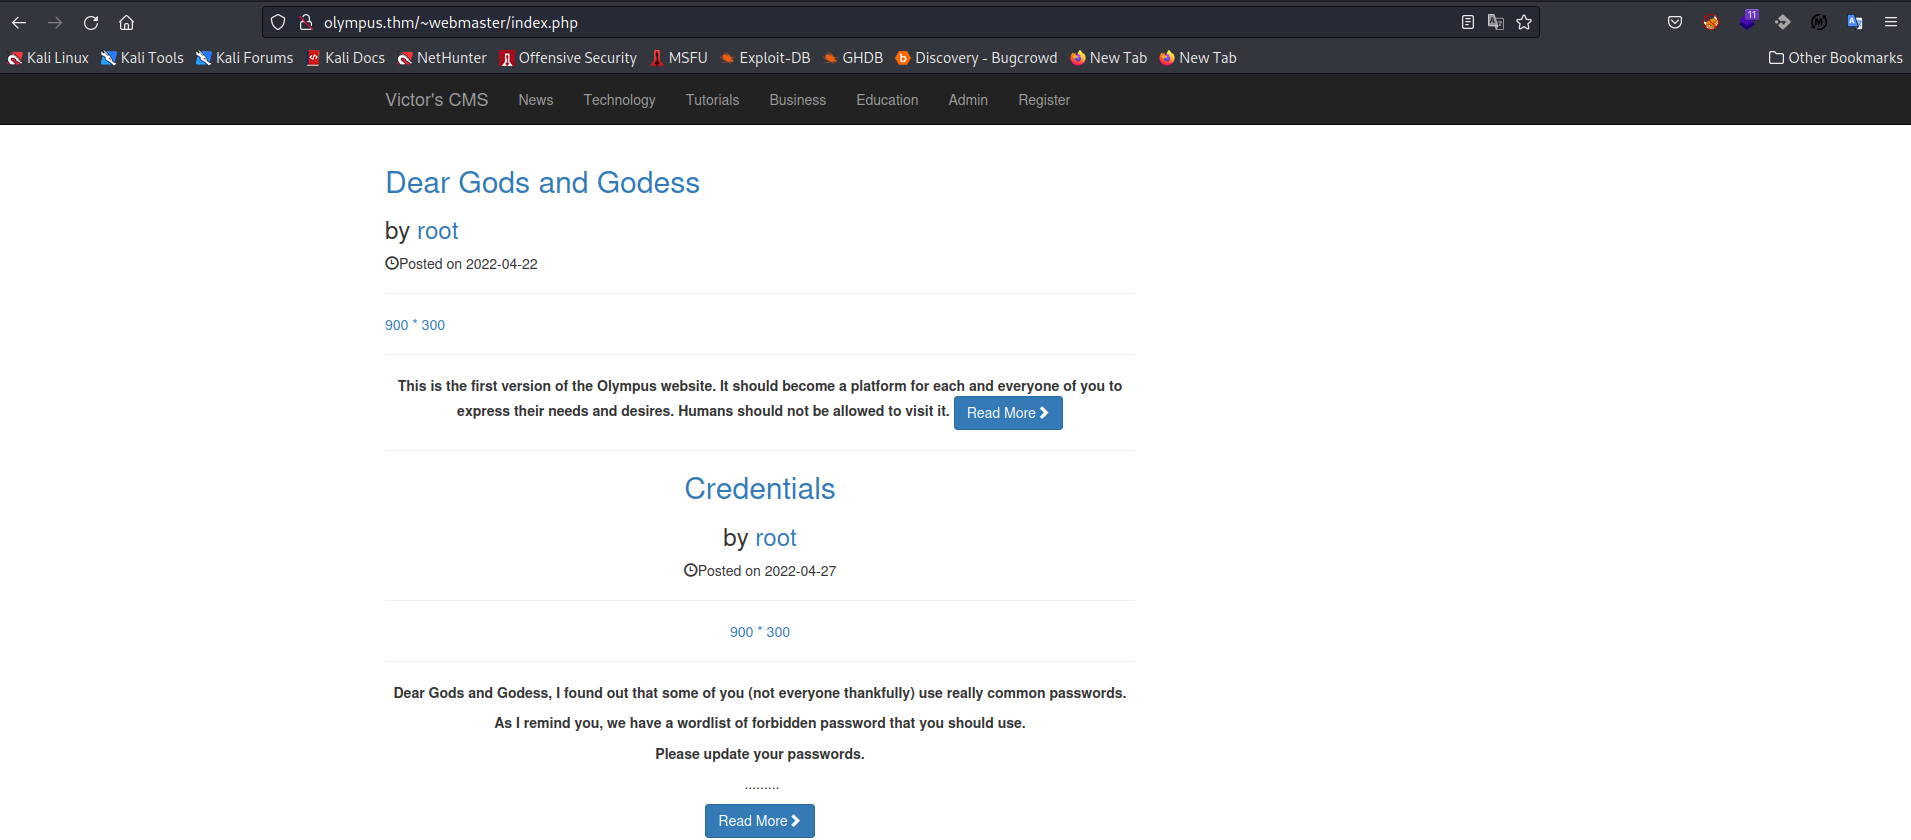 olympus.thm/~webmaster/index.php
11
Kali Linux Kali Tools Kali Forums Kali Docs NetHunter Offensive Security MSFU Exploit-DB GHDB Discovery - Bugcrowd New Tab New Tab Other Bookmarks
Victor's CMS News Technology Tutorials Business Education Admin Register
Dear Gods and Godess
by root
Posted on 2022-04-22
900 * 300
This is the first version of the Olympus website. It should become a platform for each and everyone of you to
express their needs and desires. Humans should not be allowed to visit it. Read More
Credentials
by root
Posted on 2022-04-27
900 * 300
Dear Gods and Godess, I found out that some of you (not everyone thankfully) use really common passwords.
As I remind you, we have a wordlist of forbidden password that you should use.
Please update your passwords.
.........
Read More